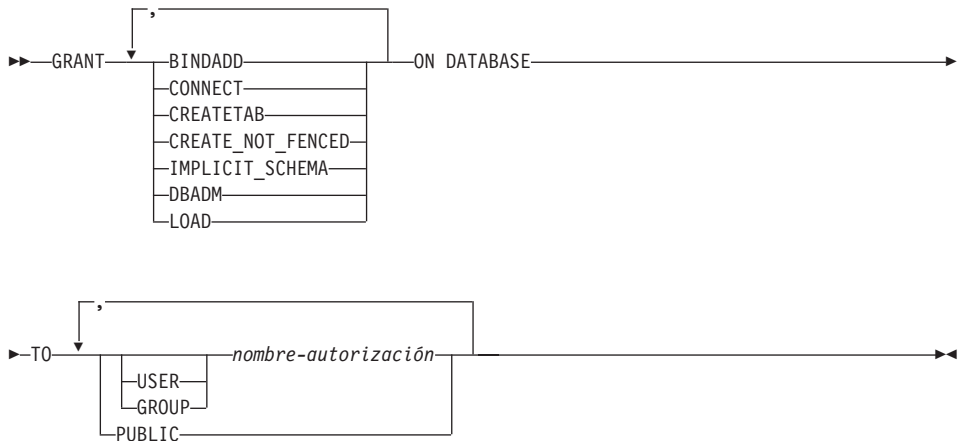 ,
GRANT BINDADD ON DATABASE
CONNECT
CREATETAB
CREATE_NOT_FENCED
IMPLICIT_SCHEMA
DBADM
LOAD
,
TO nombre-autorización
USER
GROUP
PUBLIC